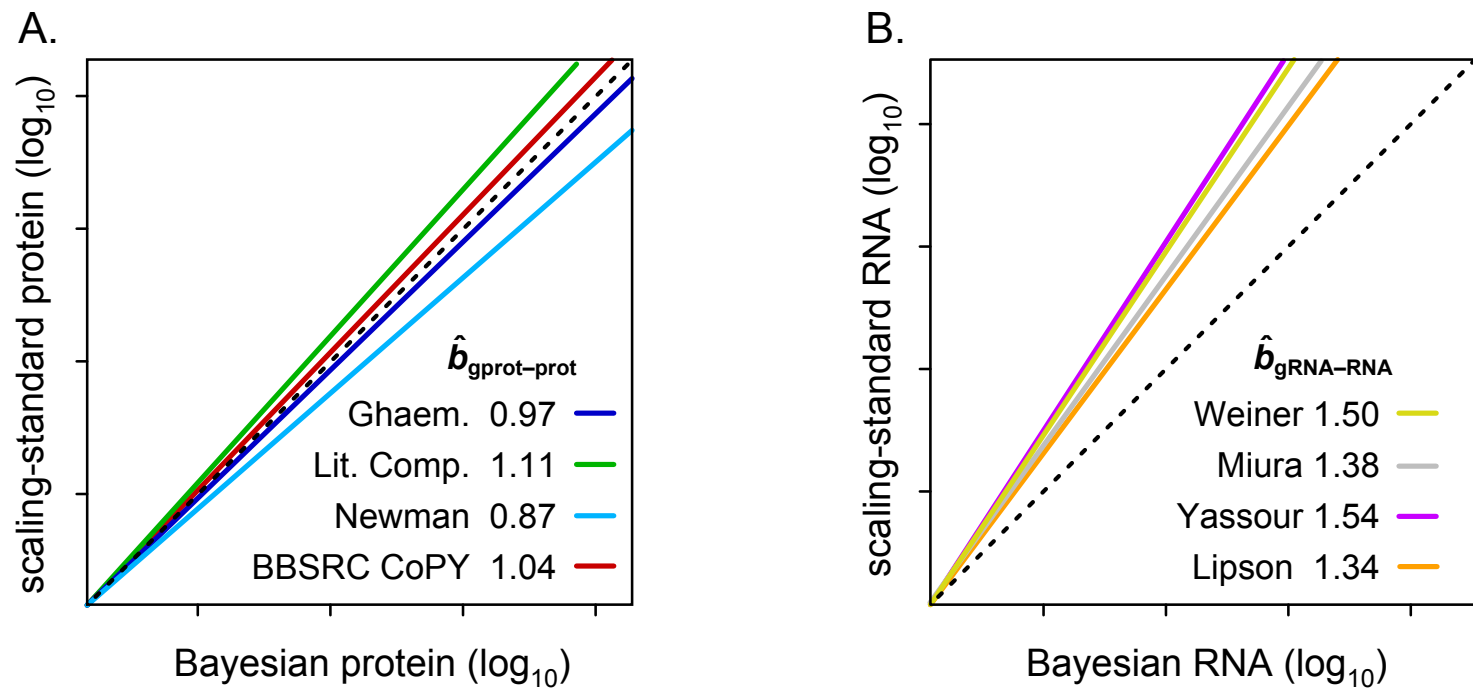 A.
scaling-standard protein (log10)
b̂gprot–prot
Ghaem. 0.97
Lit. Comp. 1.11
Newman 0.87
BBSRC CoPY 1.04
Bayesian protein (log10)
B.
scaling-standard RNA (log10)
b̂gRNA–RNA
Weiner 1.50
Miura 1.38
Yassour 1.54
Lipson 1.34
Bayesian RNA (log10)